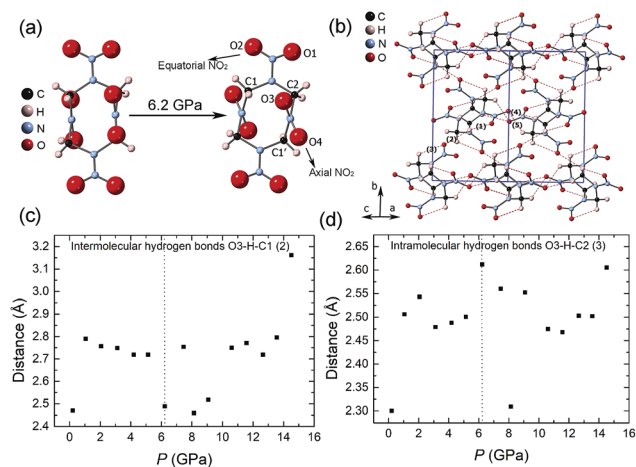 (a)
O2
O1
Equatorial NO₂
C
H
N
O
6.2 GPa
C1
C2
O3
O4
C1'
Axial NO₂
(b)
C
H
N
O
(4)
(1)
(5)
(2)
(3)
b
c
a
(c)
Intermolecular hydrogen bonds O3-H-C1 (2)
Distance (Å)
3.2
3.1
3.0
2.9
2.8
2.7
2.6
2.5
2.4
0 2 4 6 8 10 12 14 16
P (GPa)
(d)
Intramolecular hydrogen bonds O3-H-C2 (3)
Distance (Å)
2.65
2.60
2.55
2.50
2.45
2.40
2.35
2.30
0 2 4 6 8 10 12 14 16
P (GPa)